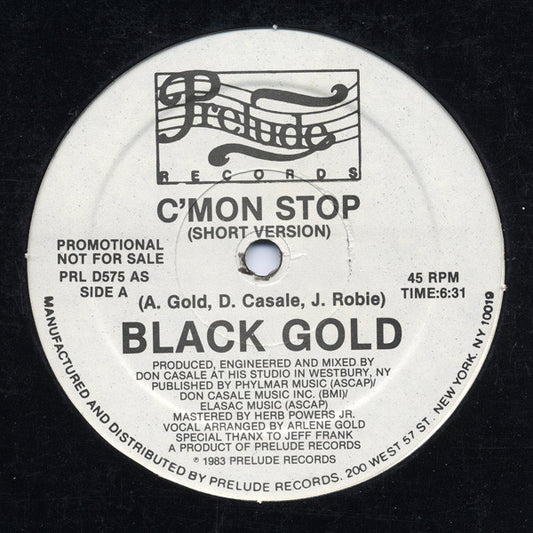 Prelude
RECORDS
C'MON STOP
(SHORT VERSION)
PROMOTIONAL
NOT FOR SALE
PRL D575 AS
SIDE A
45 RPM
TIME:6:31
(A. Gold, D. Casale, J. Robie)
BLACK GOLD
PRODUCED, ENGINEERED AND MIXED BY
DON CASALE AT HIS STUDIO IN WESTBURY, NY
PUBLISHED BY PHYLMAR MUSIC (ASCAP)/
DON CASALE MUSIC INC. (BMI)/
ELASAC MUSIC (ASCAP)
MASTERED BY HERB POWERS JR.
VOCAL ARRANGED BY ARLENE GOLD
SPECIAL THANX TO JEFF FRANK
A PRODUCT OF PRELUDE RECORDS
℗ 1983 PRELUDE RECORDS
MANUFACTURED AND DISTRIBUTED BY PRELUDE RECORDS. 200 WEST 57 ST. NEW YORK. NY 10019